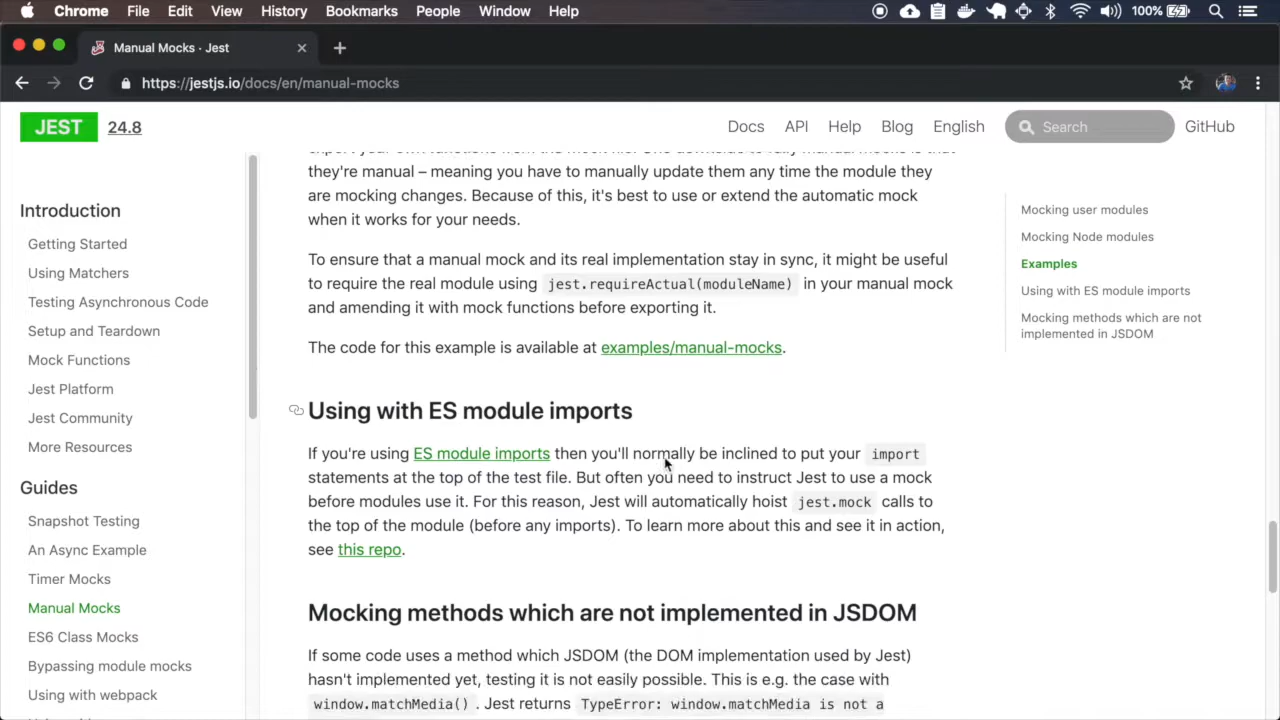 Chrome File Edit View History Bookmarks People Window Help 100%
Manual Mocks · Jest
https://jestjs.io/docs/en/manual-mocks
JEST 24.8 Docs API Help Blog English Search GitHub
Introduction
Getting Started
Using Matchers
Testing Asynchronous Code
Setup and Teardown
Mock Functions
Jest Platform
Jest Community
More Resources
Guides
Snapshot Testing
An Async Example
Timer Mocks
Manual Mocks
ES6 Class Mocks
Bypassing module mocks
Using with webpack
they're manual – meaning you have to manually update them any time the module they
are mocking changes. Because of this, it's best to use or extend the automatic mock
when it works for your needs.
To ensure that a manual mock and its real implementation stay in sync, it might be useful
to require the real module using jest.requireActual(moduleName) in your manual mock
and amending it with mock functions before exporting it.
The code for this example is available at examples/manual-mocks.
Using with ES module imports
If you're using ES module imports then you'll normally be inclined to put your import
statements at the top of the test file. But often you need to instruct Jest to use a mock
before modules use it. For this reason, Jest will automatically hoist jest.mock calls to
the top of the module (before any imports). To learn more about this and see it in action,
see this repo.
Mocking methods which are not implemented in JSDOM
If some code uses a method which JSDOM (the DOM implementation used by Jest)
hasn't implemented yet, testing it is not easily possible. This is e.g. the case with
window.matchMedia() . Jest returns TypeError: window.matchMedia is not a
Mocking user modules
Mocking Node modules
Examples
Using with ES module imports
Mocking methods which are not
implemented in JSDOM